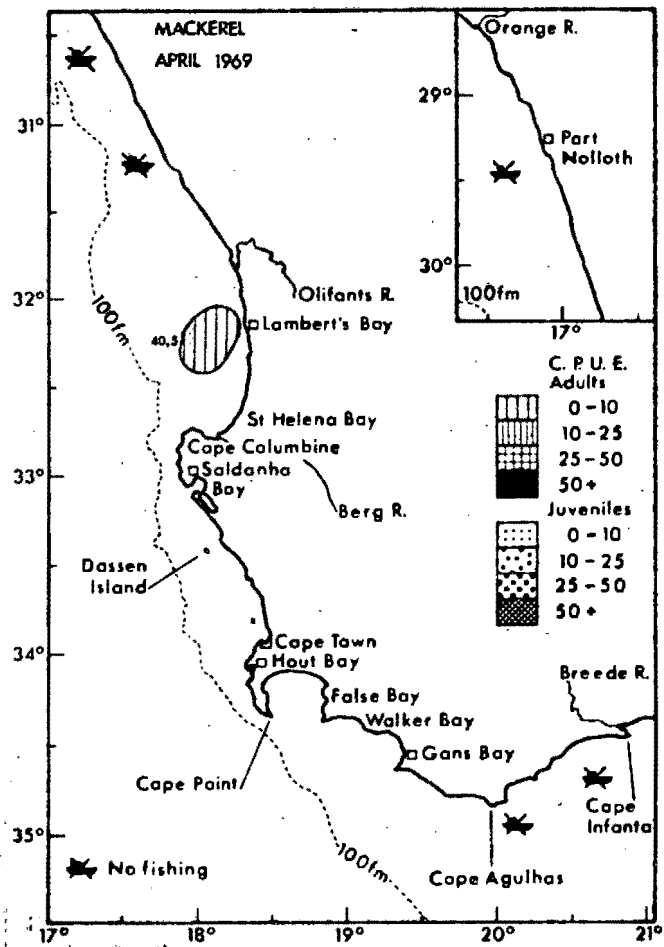 MACKEREL
APRIL 1969
Orange R.
29°
Part
Nolloth
30°
100fm
17°
31°
32°
33°
34°
35°
100fm
Olifants R.
Lambert's Bay
40,5
St Helena Bay
Cape Columbine
Saldanha
Bay
Berg R.
Dassen
Island
Cape Town
Hout Bay
False Bay
Walker Bay
Gans Bay
Breede R.
Cape Paint
Cape
Infanta
Cape Agulhas
100fm
No fishing
C. P. U. E.
Adults
0-10
10-25
25-50
50+
Juveniles
0-10
10-25
25-50
50+
17°
18°
19°
20°
21°